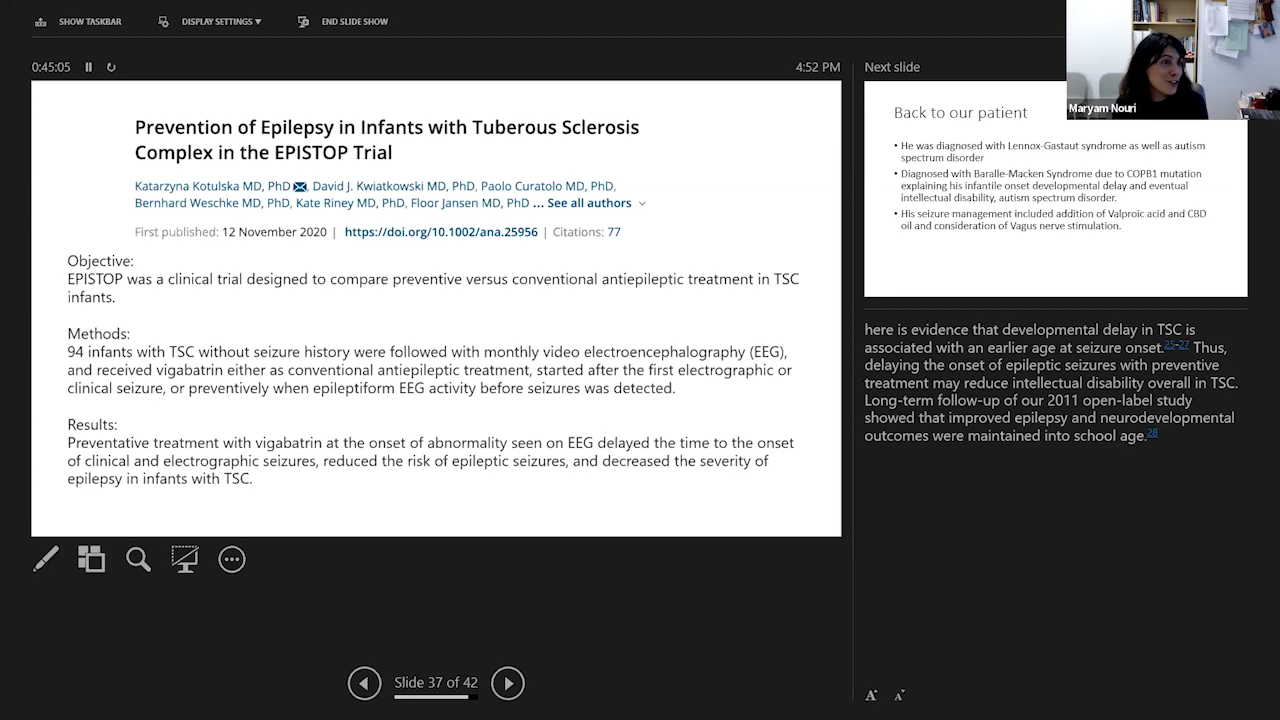 SHOW TASKBAR
DISPLAY SETTINGS ▼
END SLIDE SHOW
0:45:05
4:52 PM
Prevention of Epilepsy in Infants with Tuberous Sclerosis
Complex in the EPISTOP Trial
Katarzyna Kotulska MD, PhD, David J. Kwiatkowski MD, PhD, Paolo Curatolo MD, PhD,
Bernhard Weschke MD, PhD, Kate Riney MD, PhD, Floor Jansen MD, PhD ... See all authors
First published: 12 November 2020 | https://doi.org/10.1002/ana.25956 | Citations: 77
Objective:
EPISTOP was a clinical trial designed to compare preventive versus conventional antiepileptic treatment in TSC
infants.
Methods:
94 infants with TSC without seizure history were followed with monthly video electroencephalography (EEG),
and received vigabatrin either as conventional antiepileptic treatment, started after the first electrographic or
clinical seizure, or preventively when epileptiform EEG activity before seizures was detected.
Results:
Preventative treatment with vigabatrin at the onset of abnormality seen on EEG delayed the time to the onset
of clinical and electrographic seizures, reduced the risk of epileptic seizures, and decreased the severity of
epilepsy in infants with TSC.
Slide 37 of 42
Next slide
Maryam Nouri
Back to our patient
• He was diagnosed with Lennox-Gastaut syndrome as well as autism
spectrum disorder
• Diagnosed with Baralle-Macken Syndrome due to COPB1 mutation
explaining his infantile onset developmental delay and eventual
intellectual disability, autism spectrum disorder.
• His seizure management included addition of Valproic acid and CBD
oil and consideration of Vagus nerve stimulation.
here is evidence that developmental delay in TSC is
associated with an earlier age at seizure onset.25-27 Thus,
delaying the onset of epileptic seizures with preventive
treatment may reduce intellectual disability overall in TSC.
Long-term follow-up of our 2011 open-label study
showed that improved epilepsy and neurodevelopmental
outcomes were maintained into school age.28
A A